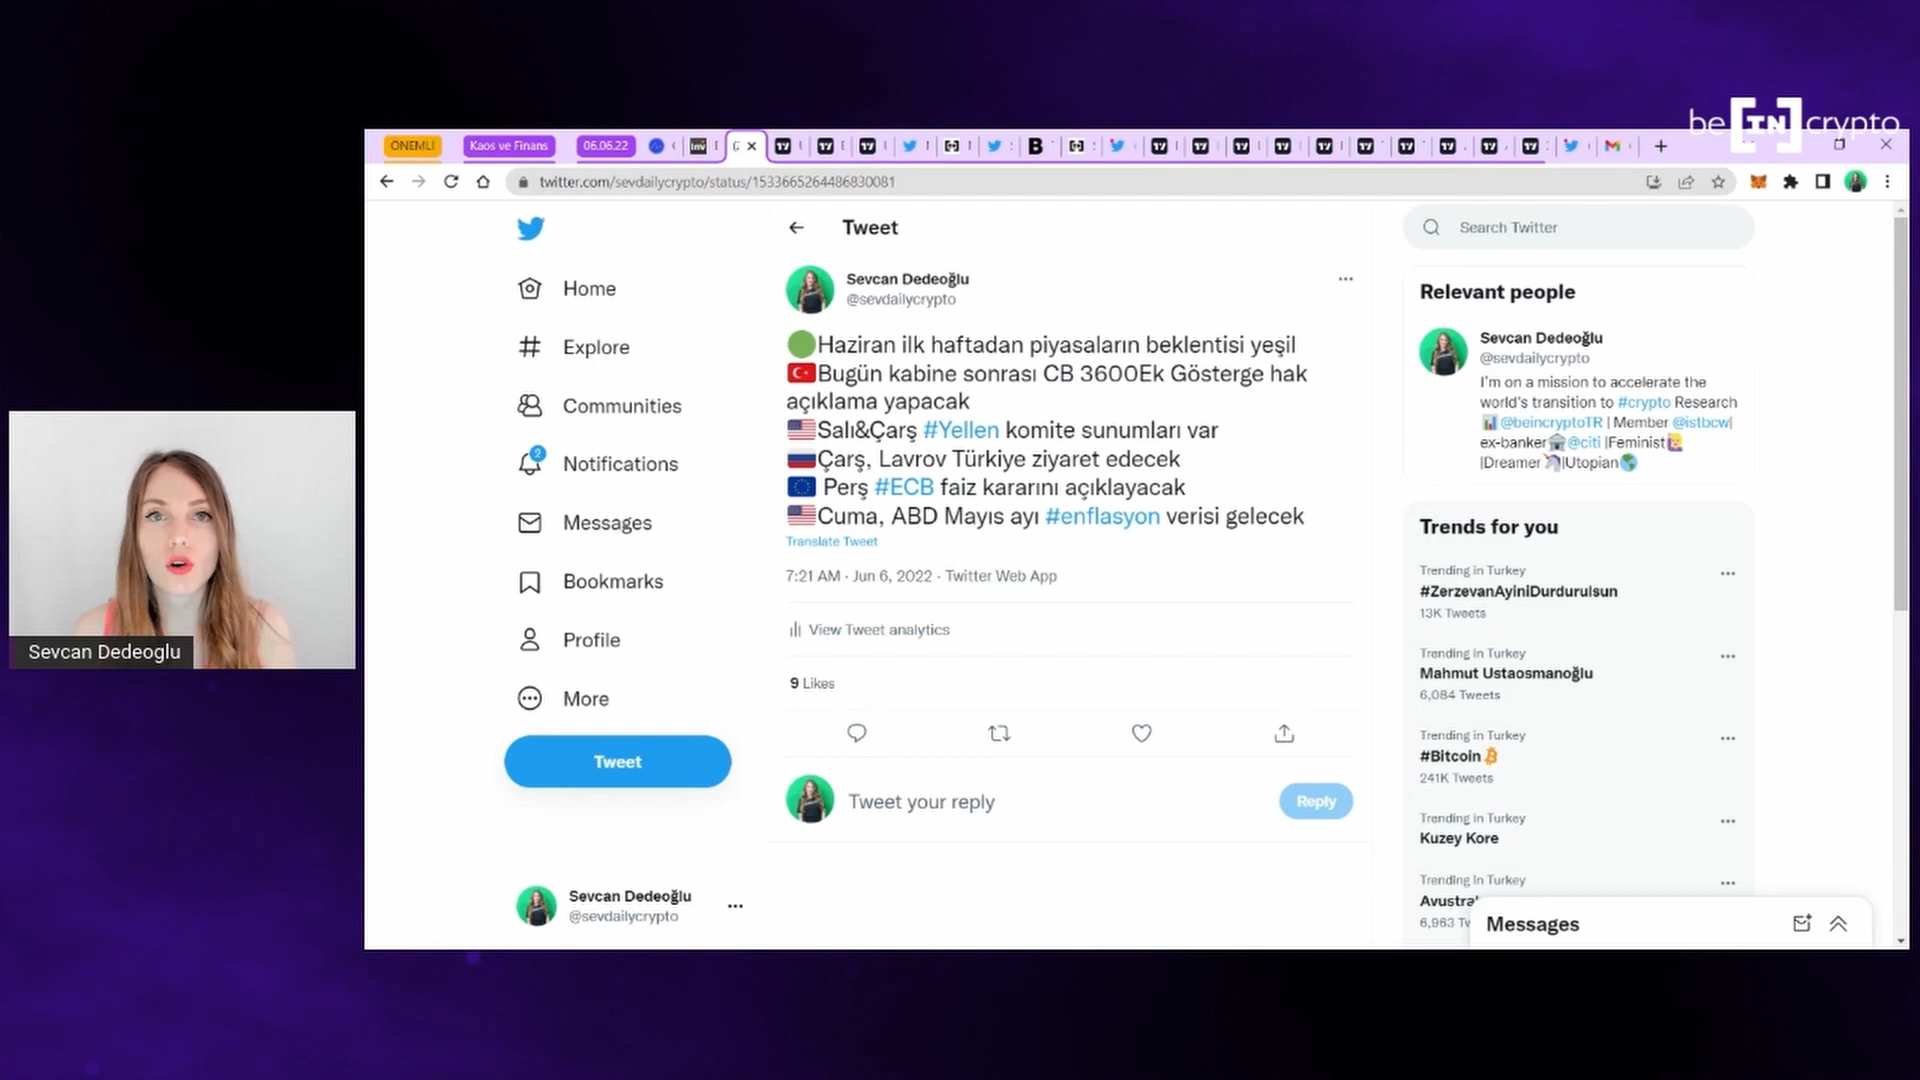 be[IN]crypto
ONEMLI
Kaos ve Finans
06.06.22
twitter.com/sevdailycrypto/status/1533665264486830081
Home
Explore
Communities
2
Notifications
Messages
Bookmarks
Profile
More
Tweet
Sevcan Dedeoğlu
@sevdailycrypto
Tweet
Sevcan Dedeoğlu
@sevdailycrypto
Haziran ilk haftadan piyasaların beklentisi yeşil
Bugün kabine sonrası CB 3600Ek Gösterge hak
açıklama yapacak
Salı&Çarş #Yellen komite sunumları var
Çarş, Lavrov Türkiye ziyaret edecek
Perş #ECB faiz kararını açıklayacak
Cuma, ABD Mayıs ayı #enflasyon verisi gelecek
Translate Tweet
7:21 AM · Jun 6, 2022 · Twitter Web App
View Tweet analytics
9 Likes
Tweet your reply
Reply
Search Twitter
Relevant people
Sevcan Dedeoğlu
@sevdailycrypto
I'm on a mission to accelerate the
world's transition to #crypto Research
@beincryptoTR | Member @istbcw|
ex-banker @citi |Feminist
|Dreamer |Utopian
Trends for you
Trending in Turkey
#ZerzevanAyiniDurdurulsun
13K Tweets
Trending in Turkey
Mahmut Ustaosmanoğlu
6,084 Tweets
Trending in Turkey
#Bitcoin
241K Tweets
Trending in Turkey
Kuzey Kore
Trending in Turkey
6,963
Messages
Sevcan Dedeoglu